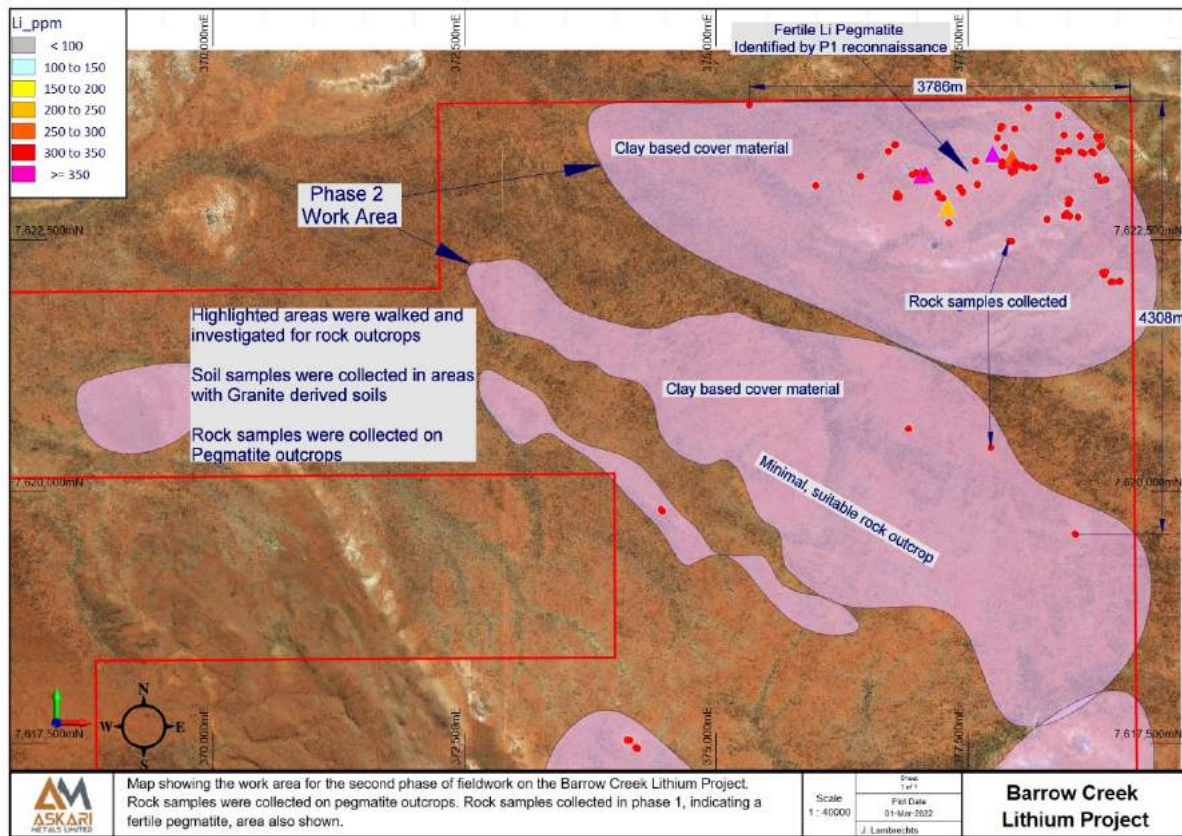 Li_ppm
< 100
100 to 150
150 to 200
200 to 250
250 to 300
300 to 350
>= 350
370,000mE
372,500mE
375,000mE
377,500mE
Fertile Li Pegmatite
Identified by P1 reconnaissance
3786m
Clay based cover material
Phase 2
Work Area
7,622,500mN
7,622,500mN
Rock samples collected
4308m
Highlighted areas were walked and
investigated for rock outcrops
Soil samples were collected in areas
with Granite derived soils
Rock samples were collected on
Pegmatite outcrops
Clay based cover material
Minimal, suitable rock outcrop
7,620,000mN
7,620,000mN
N
W
E
S
7,617,500mN
7,617,500mN
370,000mE
375,000mE
377,500mE
AM
ASKARI
METALS LIMITED
Map showing the work area for the second phase of fieldwork on the Barrow Creek Lithium Project.
Rock samples were collected on pegmatite outcrops. Rock samples collected in phase 1, indicating a
fertile pegmatite, area also shown.
Scale
1 : 40000
Sheet
1 of 1
Plot Date
01-Mar-2022
J. Lambrechts
Barrow Creek
Lithium Project